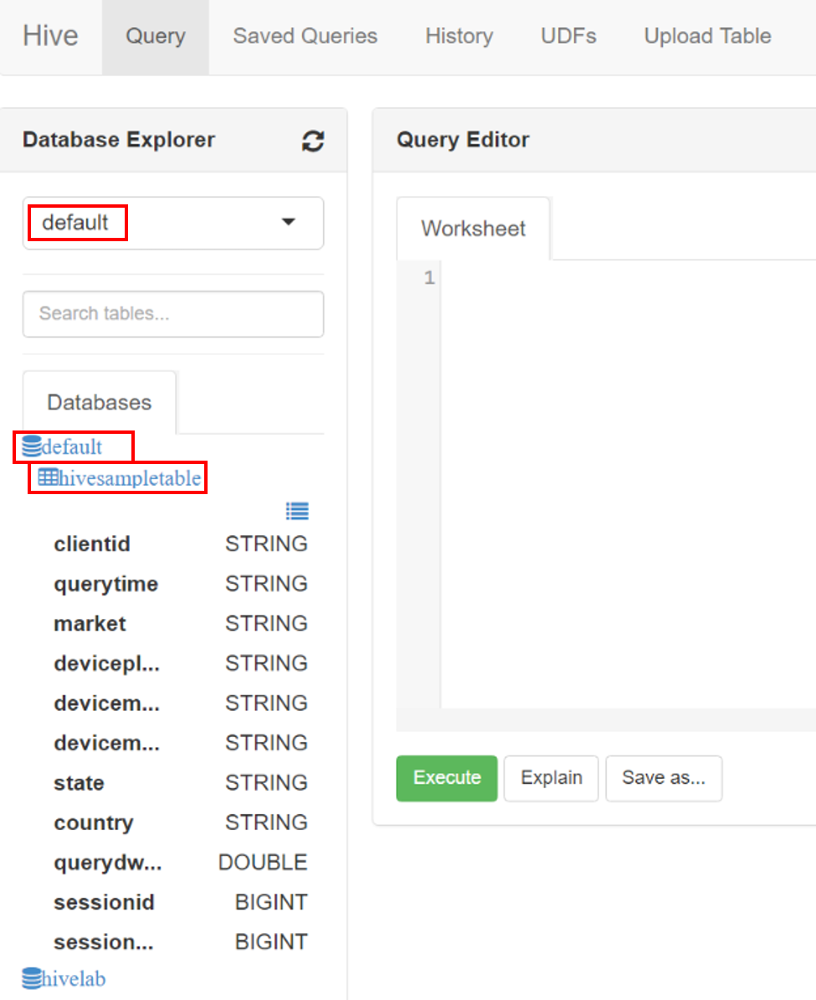 Hive Query Saved Queries History UDFs Upload Table
Database Explorer
default
Search tables...
Databases
default
hivesampletable
clientid STRING
querytime STRING
market STRING
devicepl... STRING
devicem... STRING
devicem... STRING
state STRING
country STRING
querydw... DOUBLE
sessionid BIGINT
session... BIGINT
hivelab
Query Editor
Worksheet
1
Execute Explain Save as...